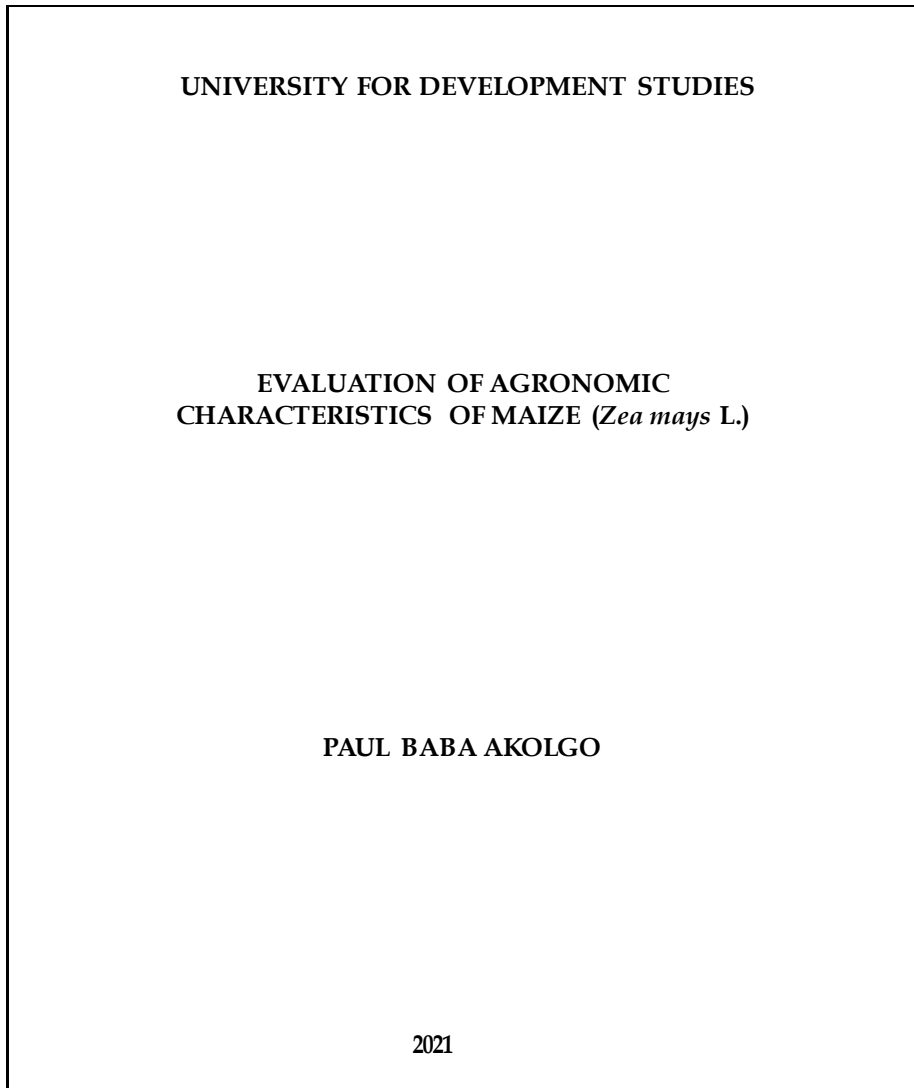 UNIVERSITY FOR DEVELOPMENT STUDIES
EVALUATION OF AGRONOMIC
CHARACTERISTICS OF MAIZE (Zea mays L.)
PAUL BABA AKOLGO
2021